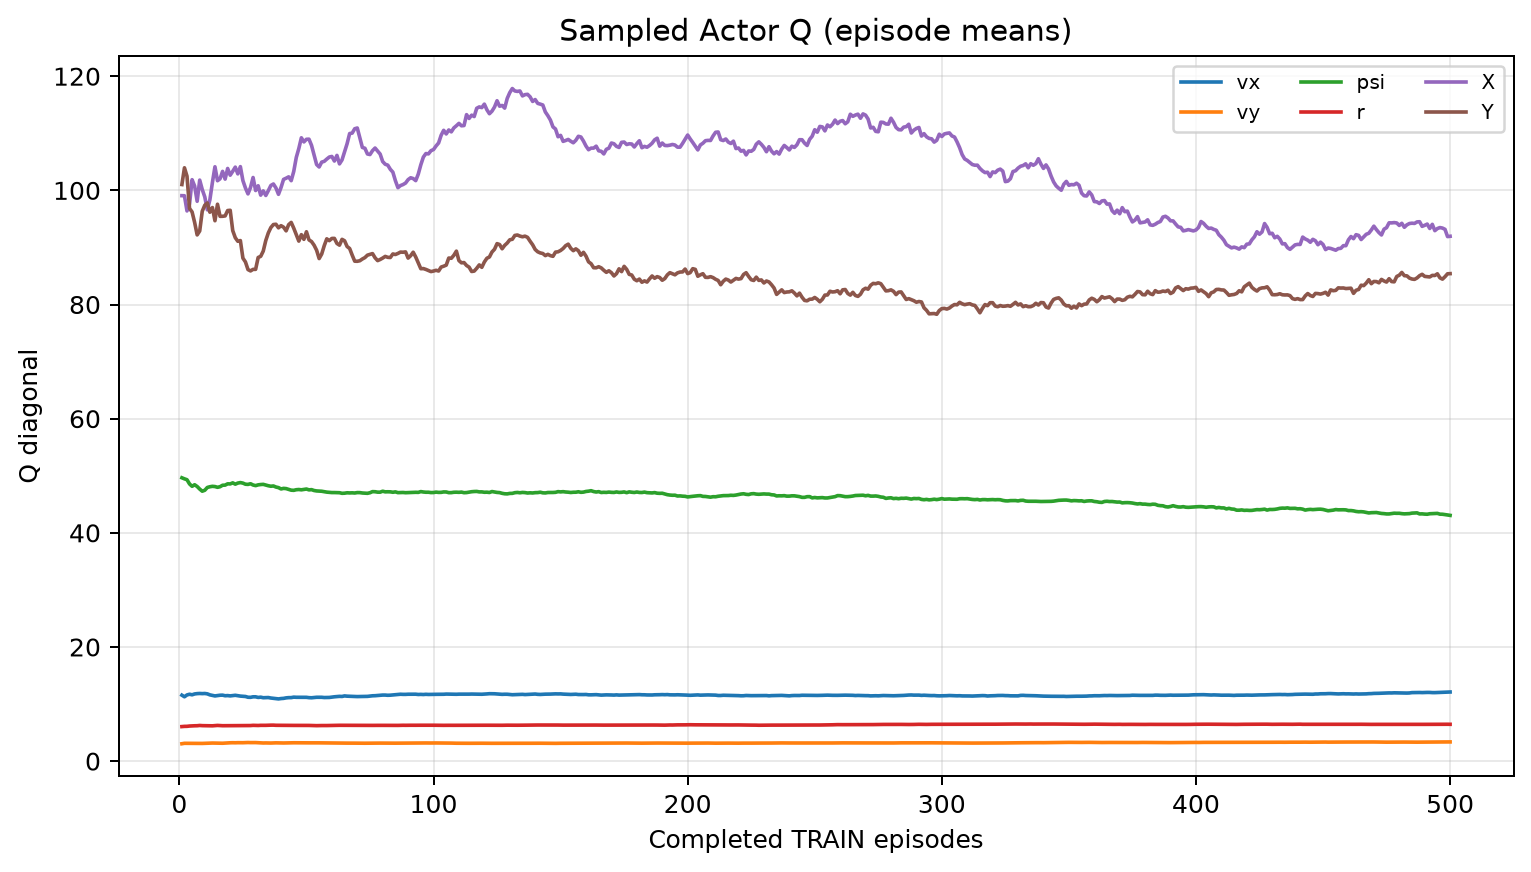 Sampled Actor Q (episode means)
vx psi X
vy r Y
120
100
80
60
40
20
0
Q diagonal
0 100 200 300 400 500
Completed TRAIN episodes